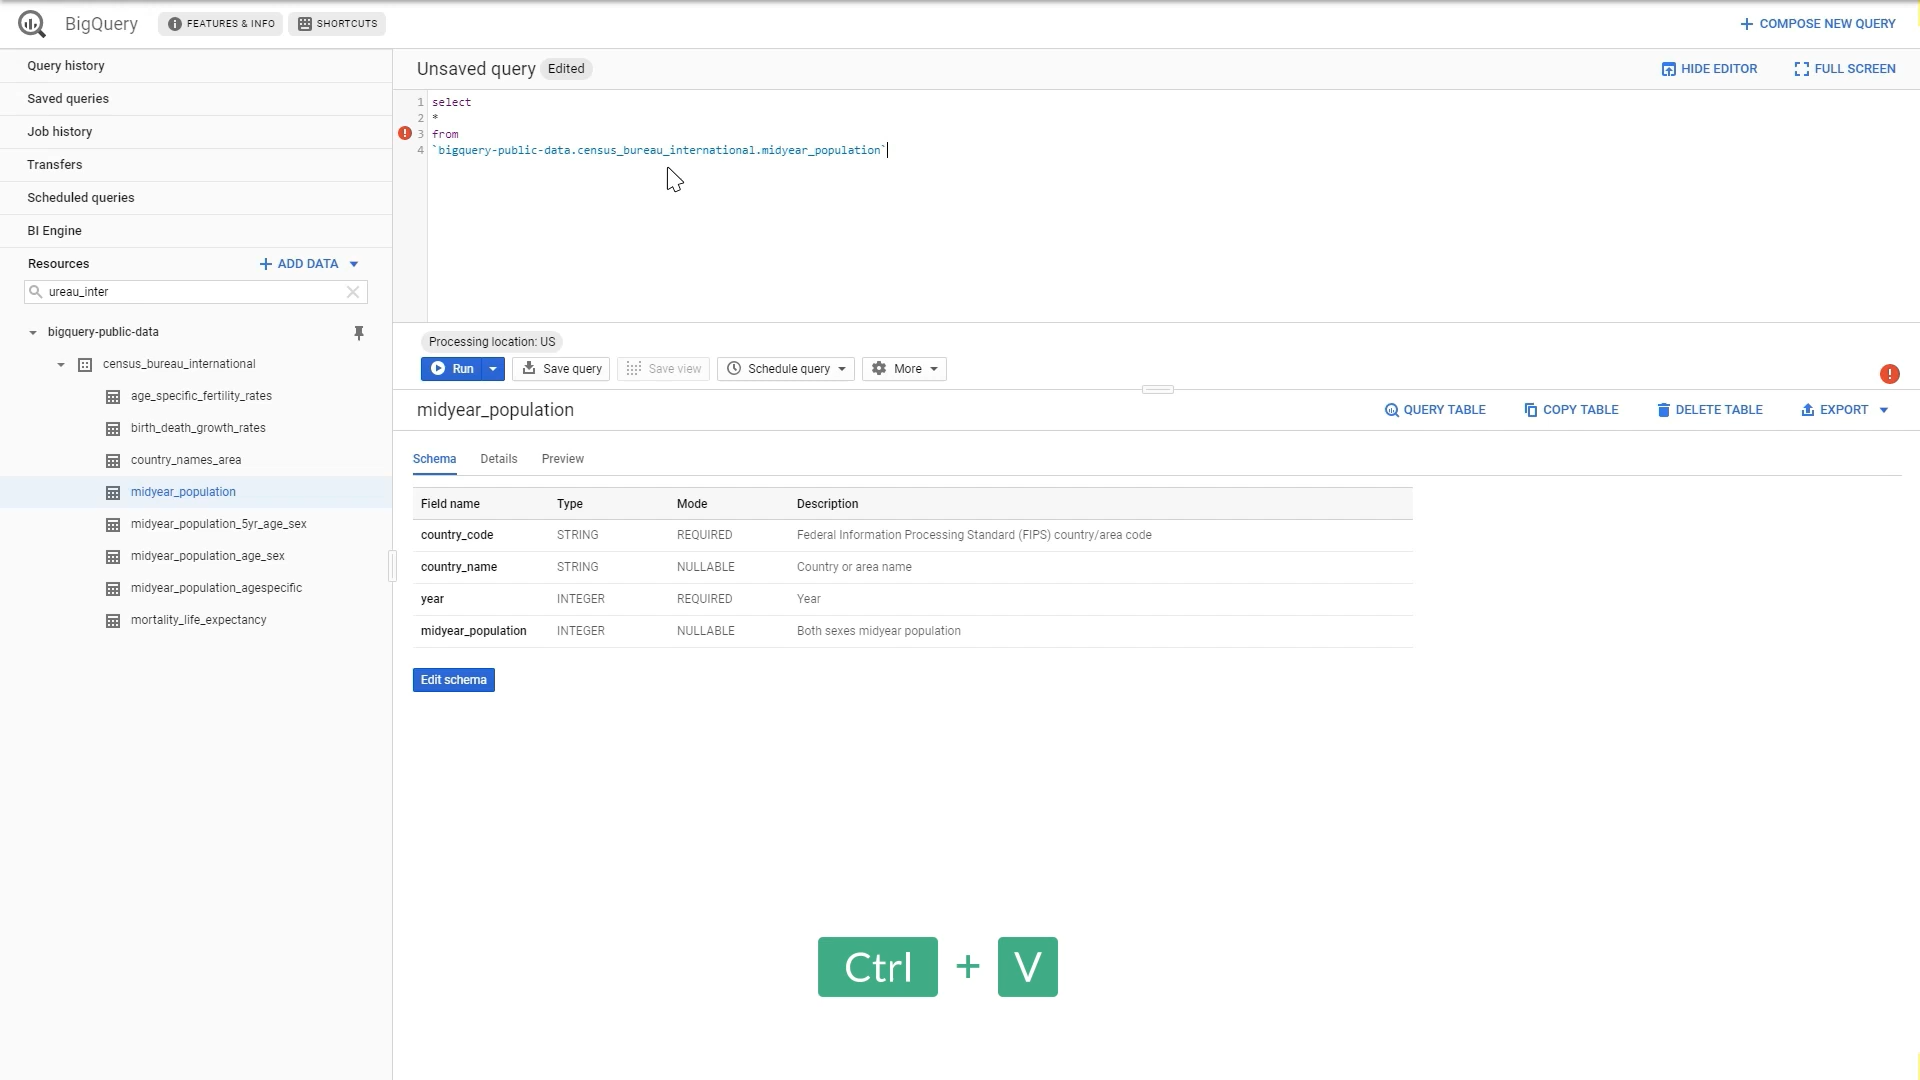 BigQuery FEATURES & INFO SHORTCUTS + COMPOSE NEW QUERY
Query history
Saved queries
Job history
Transfers
Scheduled queries
BI Engine
Resources + ADD DATA
ureau_inter
bigquery-public-data
census_bureau_international
age_specific_fertility_rates
birth_death_growth_rates
country_names_area
midyear_population
midyear_population_5yr_age_sex
midyear_population_age_sex
midyear_population_agespecific
mortality_life_expectancy
Unsaved query Edited HIDE EDITOR FULL SCREEN
1 select
2 *
3 from
4 `bigquery-public-data.census_bureau_international.midyear_population`
Processing location: US
Run Save query Save view Schedule query More
midyear_population QUERY TABLE COPY TABLE DELETE TABLE EXPORT
Schema Details Preview
Field name Type Mode Description
country_code STRING REQUIRED Federal Information Processing Standard (FIPS) country/area code
country_name STRING NULLABLE Country or area name
year INTEGER REQUIRED Year
midyear_population INTEGER NULLABLE Both sexes midyear population
Edit schema
Ctrl + V